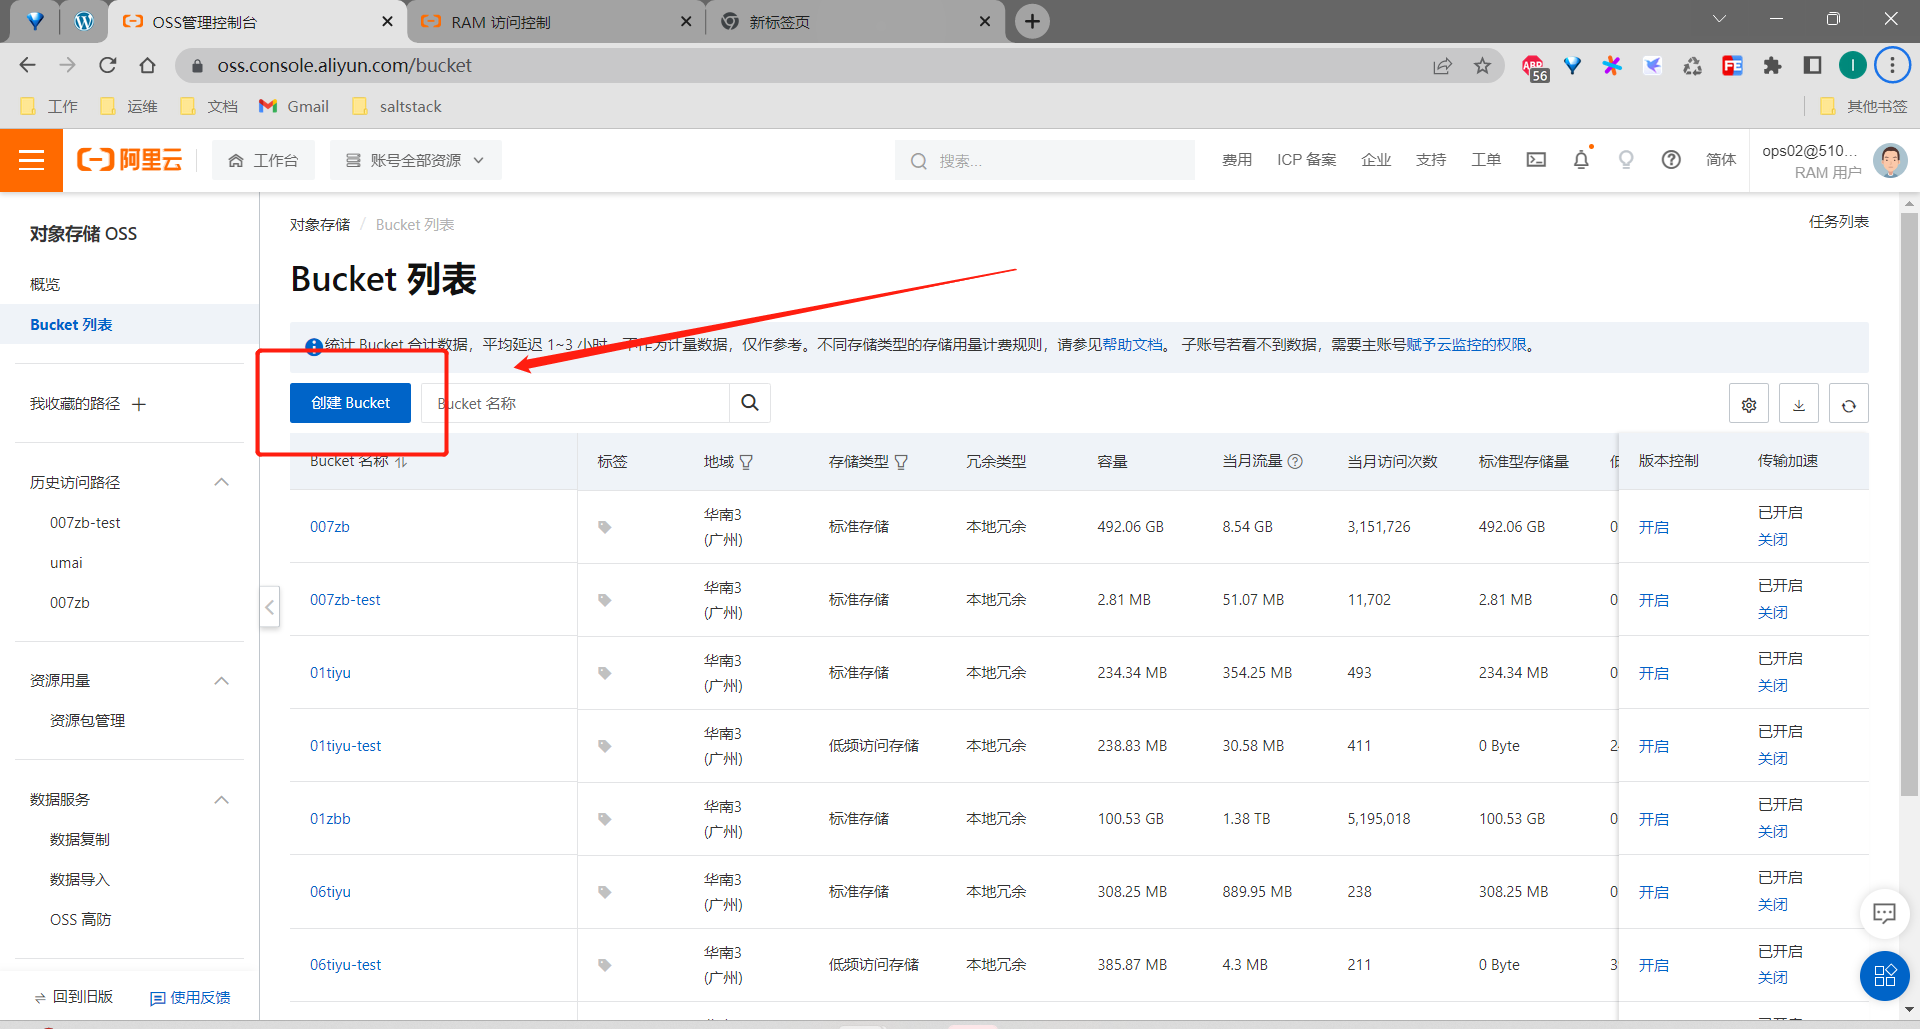 OSS管理控制台
RAM 访问控制
新标签页
oss.console.aliyun.com/bucket
56
I
工作
运维
文档
Gmail
saltstack
其他书签
阿里云
工作台
账号全部资源
搜索...
费用
ICP 备案
企业
支持
工单
简体
ops02@510...
RAM 用户
对象存储 OSS
概览
Bucket 列表
我收藏的路径
历史访问路径
007zb-test
umai
007zb
资源用量
资源包管理
数据服务
数据复制
数据导入
OSS 高防
回到旧版
使用反馈
对象存储 / Bucket 列表
任务列表
Bucket 列表
统计 Bucket 合计数据，平均延迟 1~3 小时，不作为计量数据，仅作参考。不同存储类型的存储用量计费规则，请参见帮助文档。 子账号若看不到数据，需要主账号赋予云监控的权限。
创建 Bucket
Bucket 名称
Bucket 名称 标签 地域 存储类型 冗余类型 容量 当月流量 当月访问次数 标准型存储量 版本控制 传输加速
007zb 华南3 (广州) 标准存储 本地冗余 492.06 GB 8.54 GB 3,151,726 492.06 GB 0 开启 已开启 关闭
007zb-test 华南3 (广州) 标准存储 本地冗余 2.81 MB 51.07 MB 11,702 2.81 MB 0 开启 已开启 关闭
01tiyu 华南3 (广州) 标准存储 本地冗余 234.34 MB 354.25 MB 493 234.34 MB 0 开启 已开启 关闭
01tiyu-test 华南3 (广州) 低频访问存储 本地冗余 238.83 MB 30.58 MB 411 0 Byte 2 开启 已开启 关闭
01zbb 华南3 (广州) 标准存储 本地冗余 100.53 GB 1.38 TB 5,195,018 100.53 GB 0 开启 已开启 关闭
06tiyu 华南3 (广州) 标准存储 本地冗余 308.25 MB 889.95 MB 238 308.25 MB 0 开启 已开启 关闭
06tiyu-test 华南3 (广州) 低频访问存储 本地冗余 385.87 MB 4.3 MB 211 0 Byte 3 开启 已开启 关闭